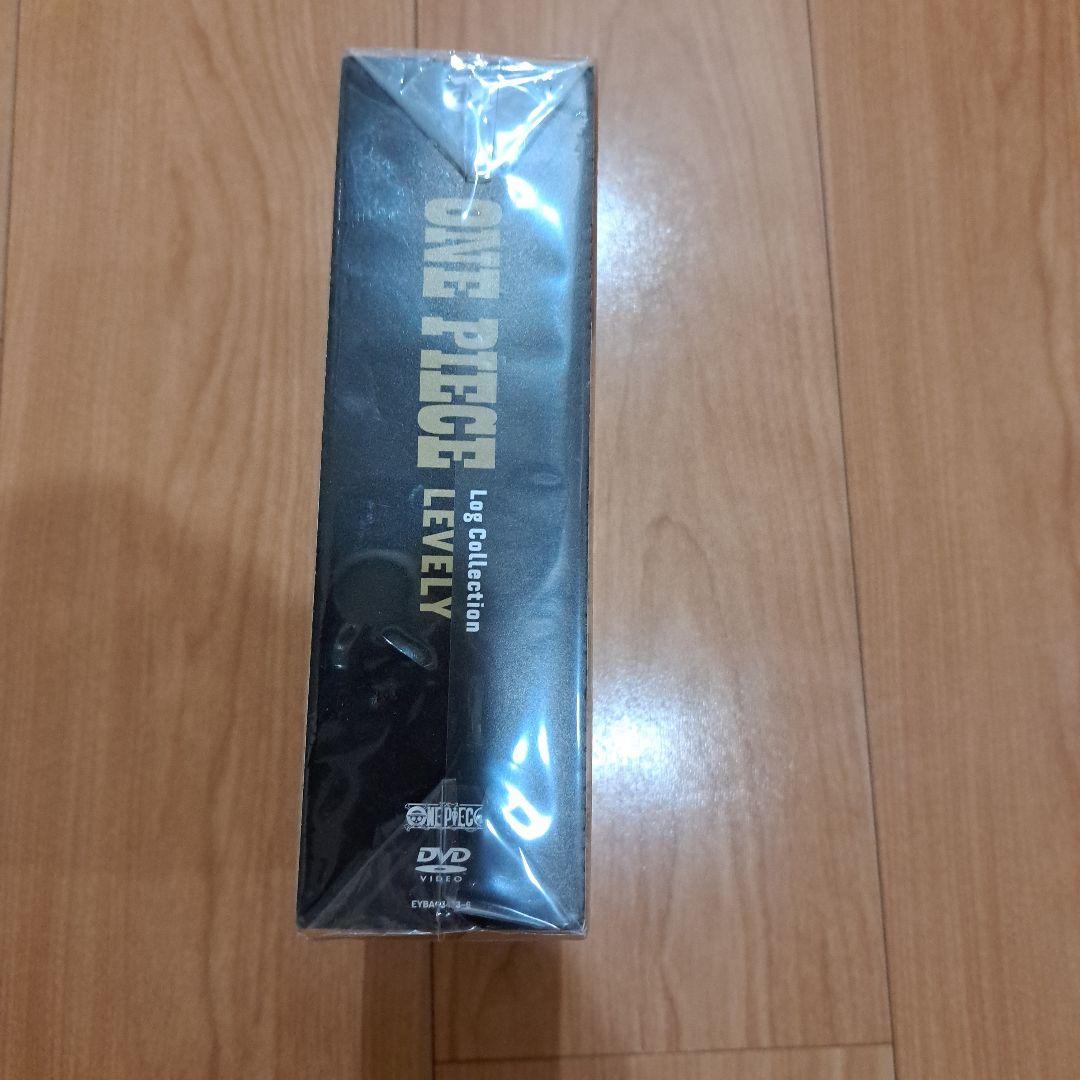 ONE PIECE
Log Collection
LEVELY
ONE PIECE
DVD
VIDEO